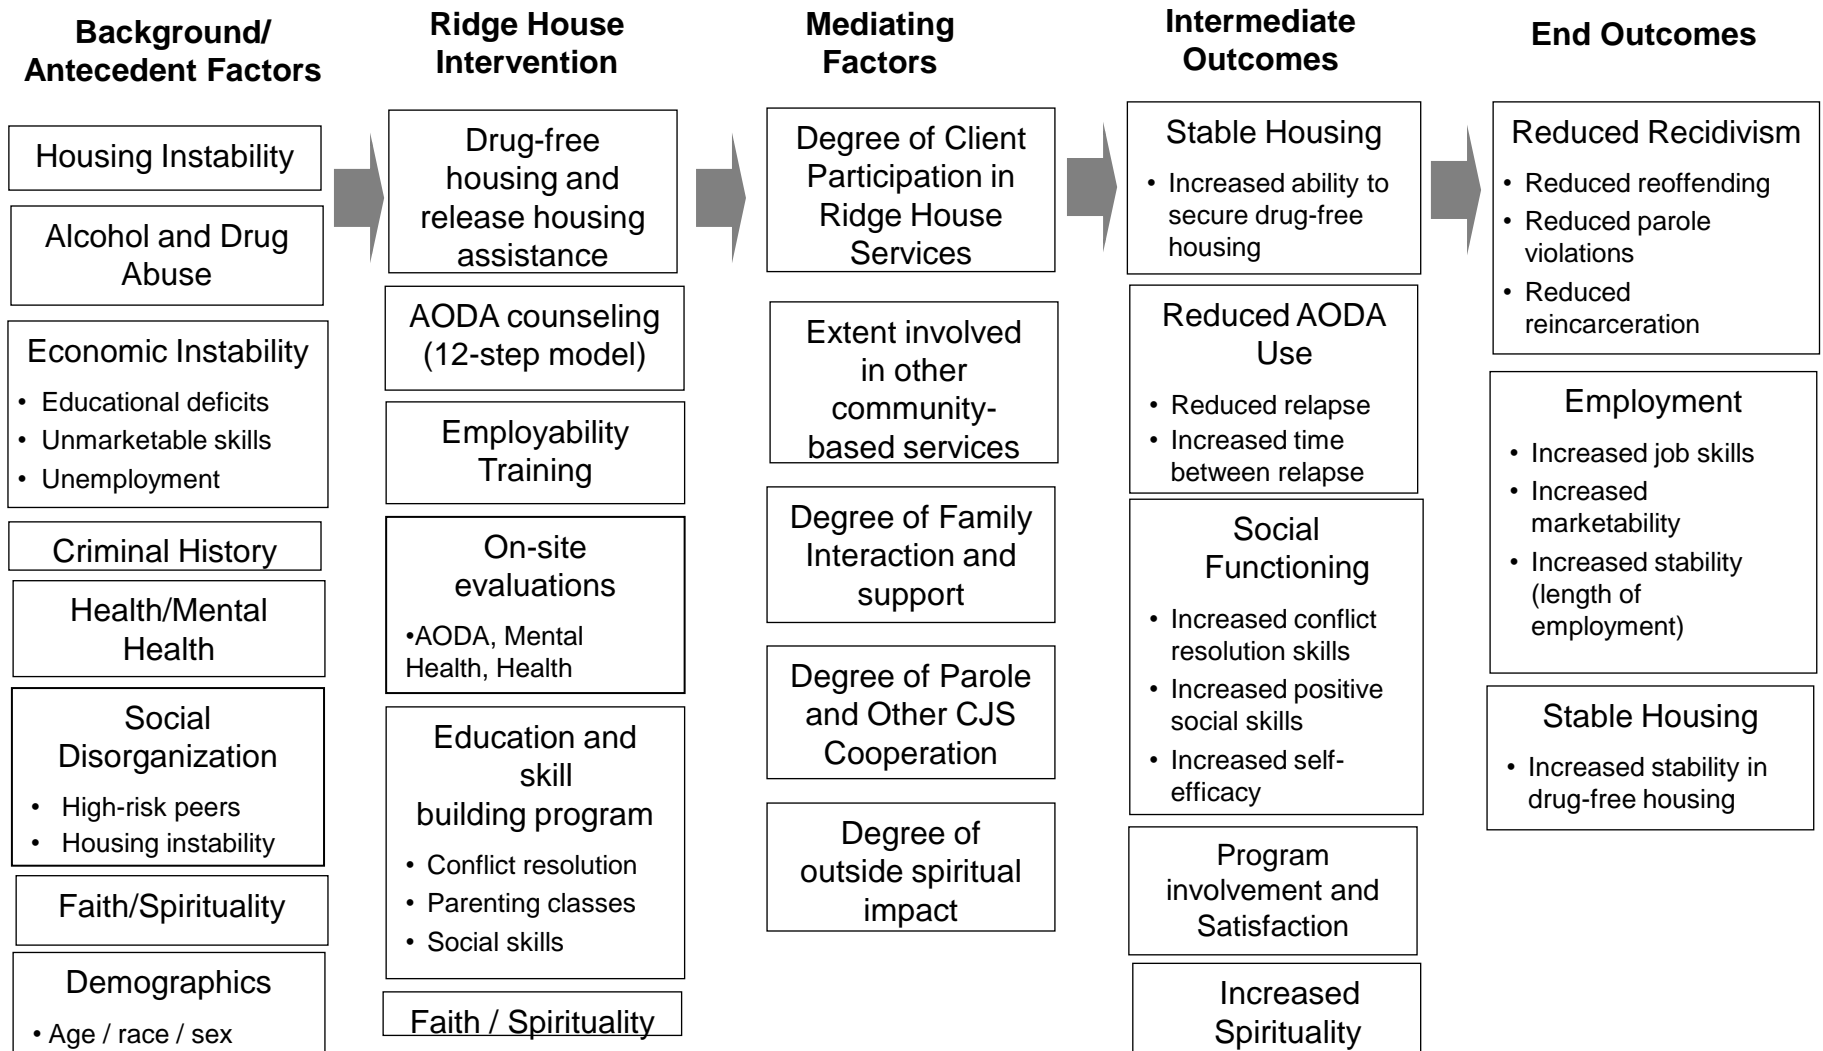 Background/
Antecedent Factors
Housing Instability
Alcohol and Drug
Abuse
Economic Instability
• Educational deficits
• Unmarketable skills
• Unemployment
Criminal History
Health/Mental
Health
Social
Disorganization
• High-risk peers
• Housing instability
Faith/Spirituality
Demographics
• Age / race / sex
Ridge House
Intervention
Drug-free
housing and
release housing
assistance
AODA counseling
(12-step model)
Employability
Training
On-site
evaluations
•AODA, Mental
Health, Health
Education and
skill
building program
• Conflict resolution
• Parenting classes
• Social skills
Faith / Spirituality
Mediating
Factors
Degree of Client
Participation in
Ridge House
Services
Extent involved
in other
community-
based services
Degree of Family
Interaction and
support
Degree of Parole
and Other CJS
Cooperation
Degree of
outside spiritual
impact
Intermediate
Outcomes
Stable Housing
• Increased ability to
secure drug-free
housing
Reduced AODA
Use
• Reduced relapse
• Increased time
between relapse
Social
Functioning
• Increased conflict
resolution skills
• Increased positive
social skills
• Increased self-
efficacy
Program
involvement and
Satisfaction
Increased
Spirituality
End Outcomes
Reduced Recidivism
• Reduced reoffending
• Reduced parole
violations
• Reduced
reincarceration
Employment
• Increased job skills
• Increased
marketability
• Increased stability
(length of
employment)
Stable Housing
• Increased stability in
drug-free housing